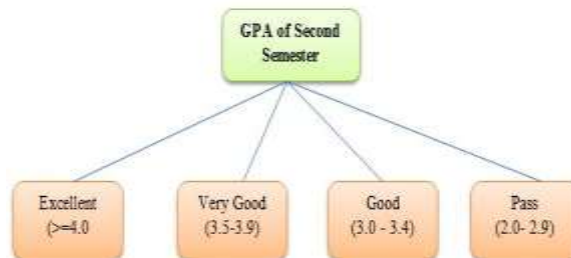 GPA of Second
Semester
Excellent
(>=4.0
Very Good
(3.5-3.9)
Good
(3.0 - 3.4)
Pass
(2.0- 2.9)